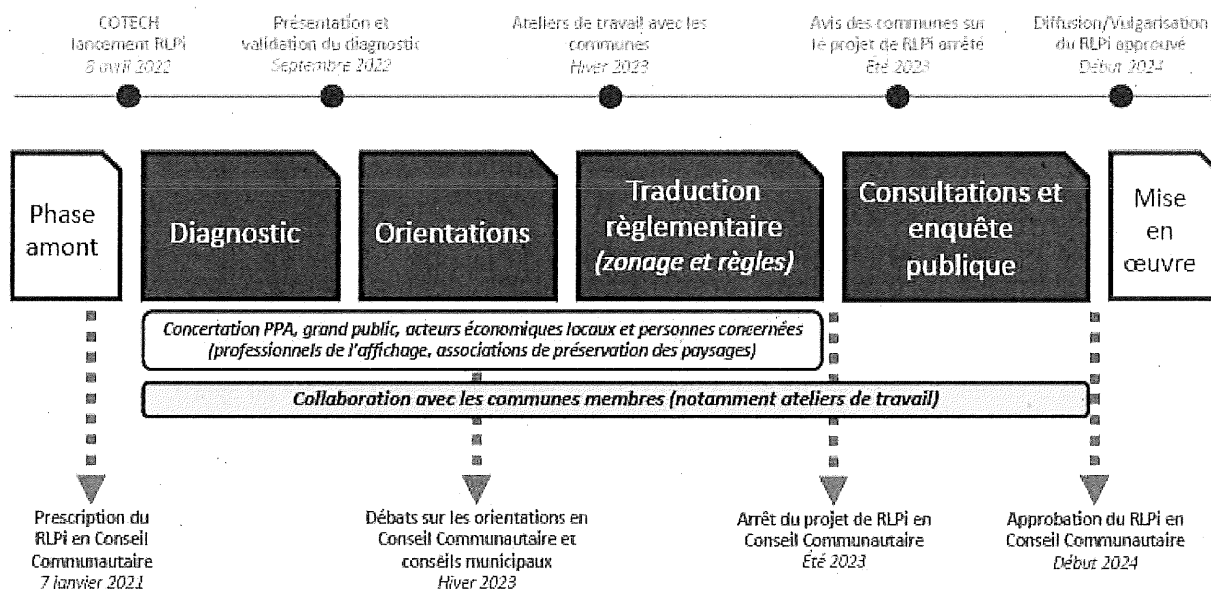 COTECH
lancement RLPi
8 avril 2022
Présentation et
validation du diagnostic
Septembre 2022
Ateliers de travail avec les
communes
Hiver 2023
Avis des communes sur
le projet de RLPi arrêté
Été 2023
Diffusion/Vulgarisation
du RLPi approuvé
Début 2024
Phase
amont
Diagnostic
Orientations
Traduction
règlementaire
(zonage et règles)
Consultations et
enquête
publique
Mise
en
œuvre
Concertation PPA, grand public, acteurs économiques locaux et personnes concernées
(professionnels de l'affichage, associations de préservation des paysages)
Collaboration avec les communes membres (notamment ateliers de travail)
Prescription du
RLPi en Conseil
Communautaire
7 janvier 2021
Débats sur les orientations en
Conseil Communautaire et
conseils municipaux
Hiver 2023
Arrêt du projet de RLPi en
Conseil Communautaire
Été 2023
Approbation du RLPi en
Conseil Communautaire
Début 2024